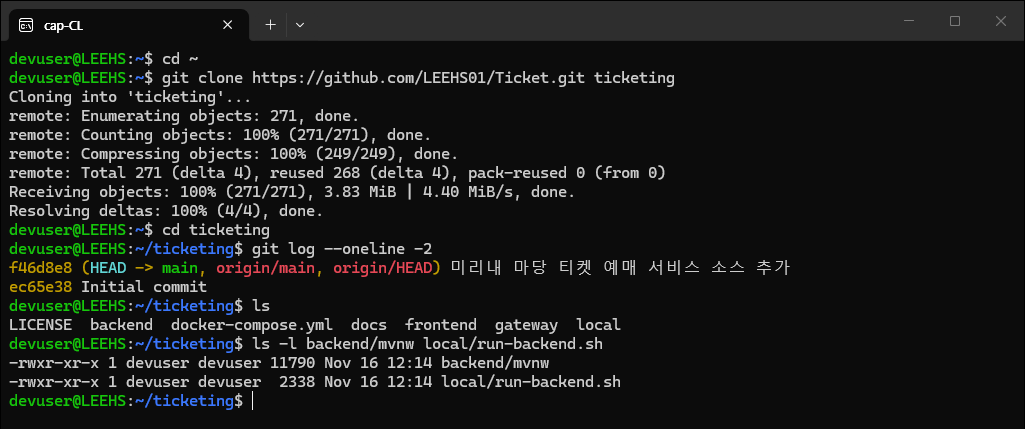 cap-CL
devuser@LEEHS:~$ cd ~
devuser@LEEHS:~$ git clone https://github.com/LEEHS01/Ticket.git ticketing
Cloning into 'ticketing'...
remote: Enumerating objects: 271, done.
remote: Counting objects: 100% (271/271), done.
remote: Compressing objects: 100% (249/249), done.
remote: Total 271 (delta 4), reused 268 (delta 4), pack-reused 0 (from 0)
Receiving objects: 100% (271/271), 3.83 MiB | 4.40 MiB/s, done.
Resolving deltas: 100% (4/4), done.
devuser@LEEHS:~$ cd ticketing
devuser@LEEHS:~/ticketing$ git log --oneline -2
f46d8e8 (HEAD -> main, origin/main, origin/HEAD) 미리내 마당 티켓 예매 서비스 소스 추가
ec65e38 Initial commit
devuser@LEEHS:~/ticketing$ ls
LICENSE  backend  docker-compose.yml  docs  frontend  gateway  local
devuser@LEEHS:~/ticketing$ ls -l backend/mvnw local/run-backend.sh
-rwxr-xr-x 1 devuser devuser 11790 Nov 16 12:14 backend/mvnw
-rwxr-xr-x 1 devuser devuser  2338 Nov 16 12:14 local/run-backend.sh
devuser@LEEHS:~/ticketing$